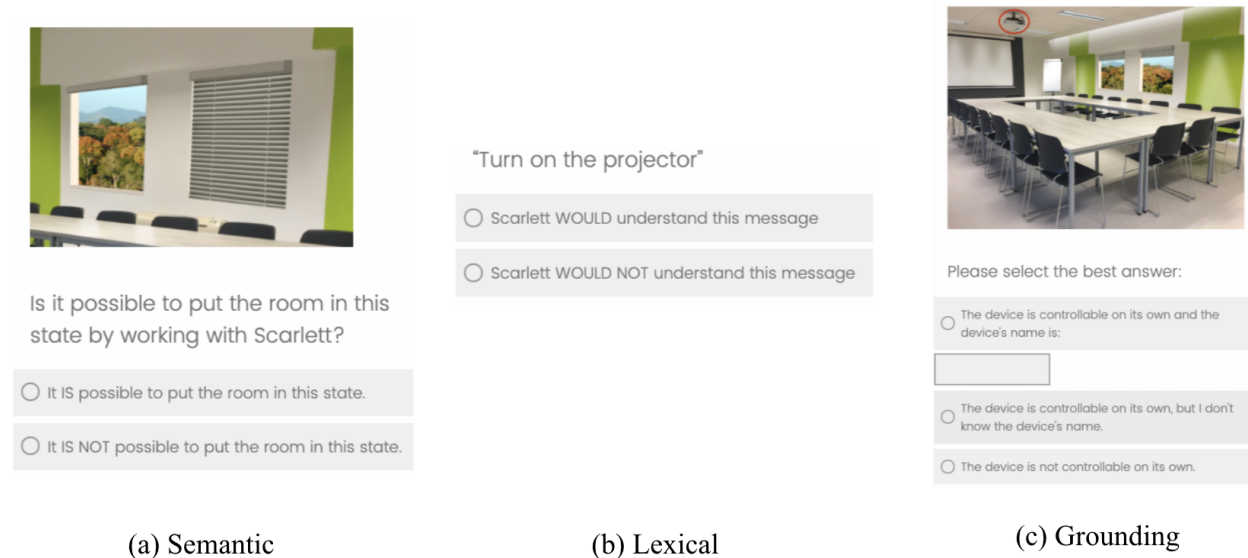 Is it possible to put the room in this
state by working with Scarlett?
It IS possible to put the room in this state.
It IS NOT possible to put the room in this state.
(a) Semantic
“Turn on the projector”
Scarlett WOULD understand this message
Scarlett WOULD NOT understand this message
(b) Lexical
Please select the best answer:
The device is controllable on its own and the
device's name is:
The device is controllable on its own, but I don't
know the device's name.
The device is not controllable on its own.
(c) Grounding